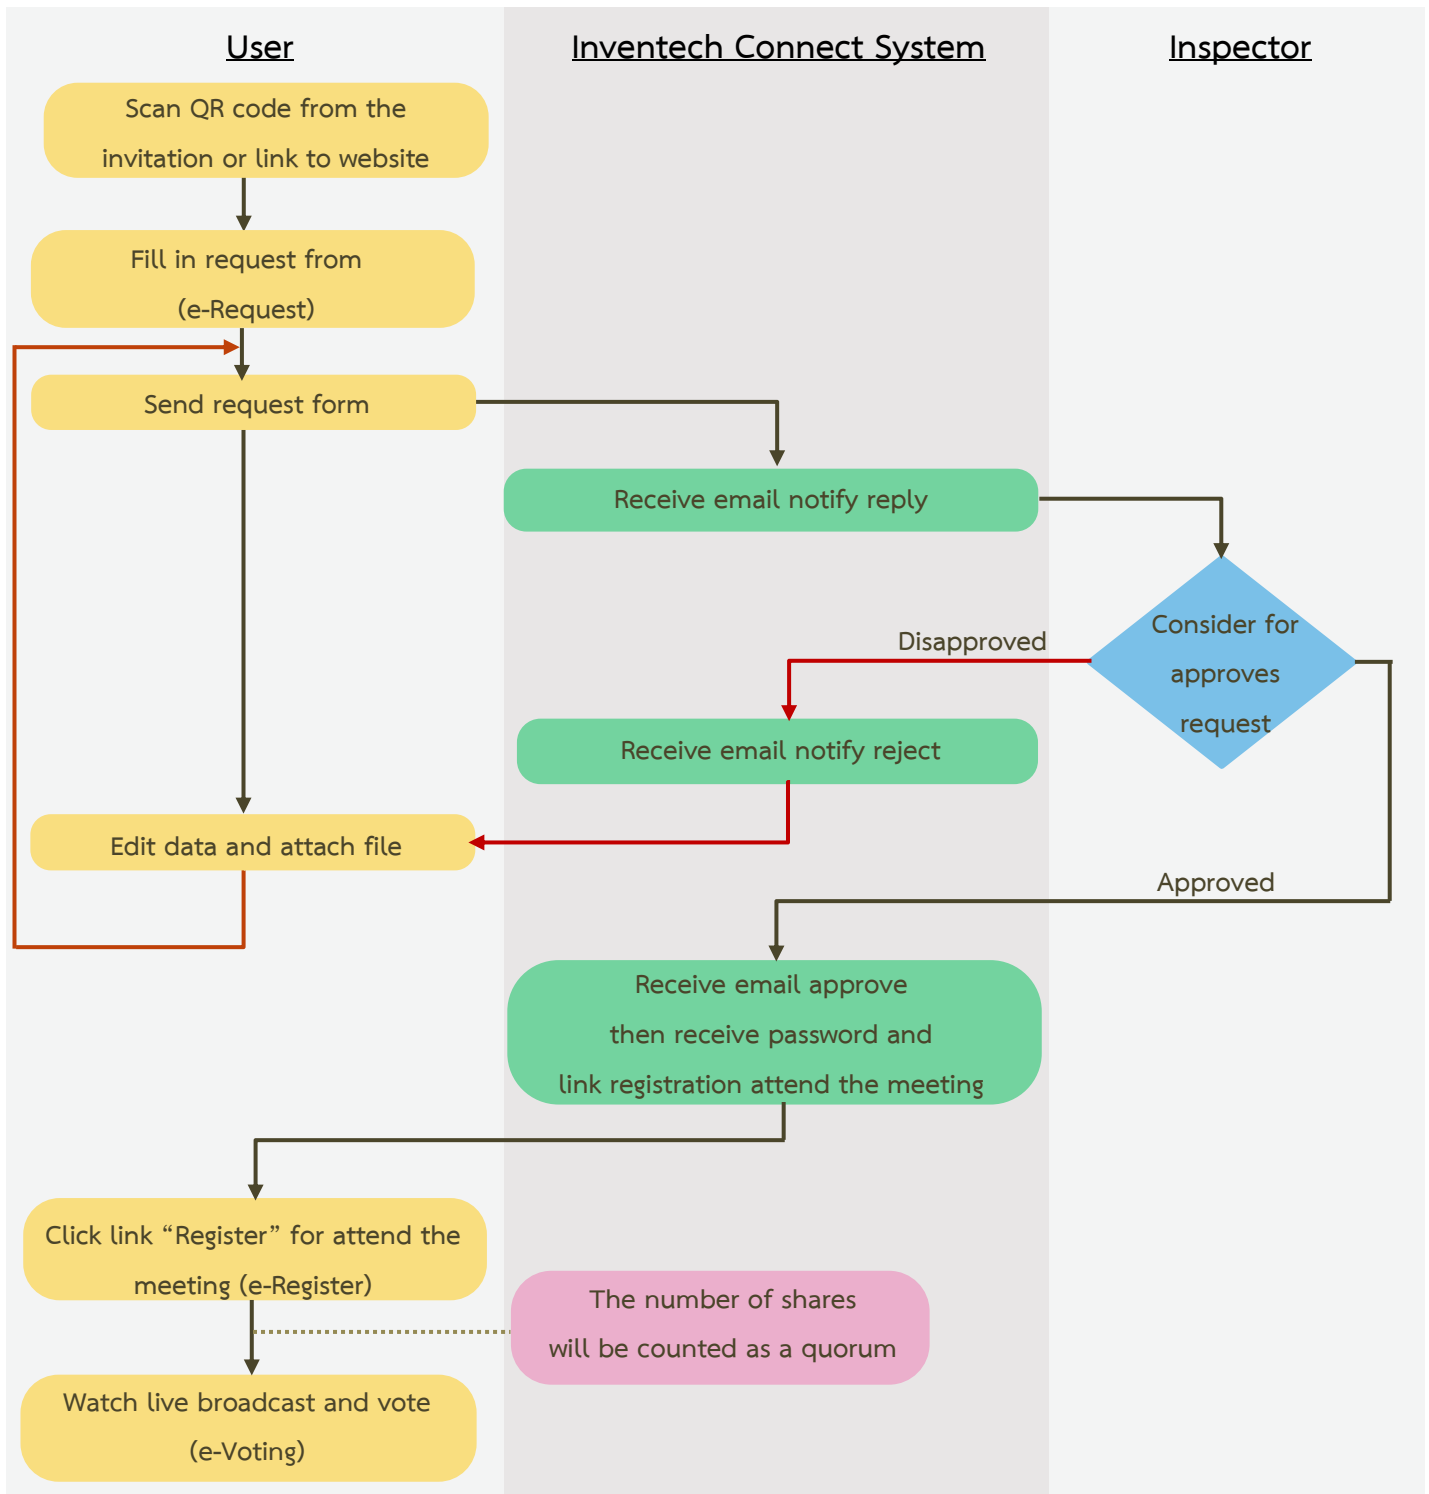 User
Inventech Connect System
Inspector
Scan QR code from the
invitation or link to website
Fill in request from
(e-Request)
Send request form
Receive email notify reply
Consider for
approves
request
Disapproved
Receive email notify reject
Edit data and attach file
Approved
Receive email approve
then receive password and
link registration attend the meeting
Click link “Register” for attend the
meeting (e-Register)
The number of shares
will be counted as a quorum
Watch live broadcast and vote
(e-Voting)